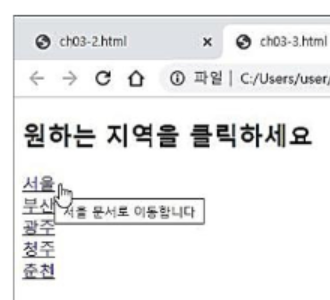 ch03-2.html × ch03-3.html
파일 | C:/Users/user/
원하는 지역을 클릭하세요
서울
부산
서울 문서로 이동합니다
광주
청주
춘천